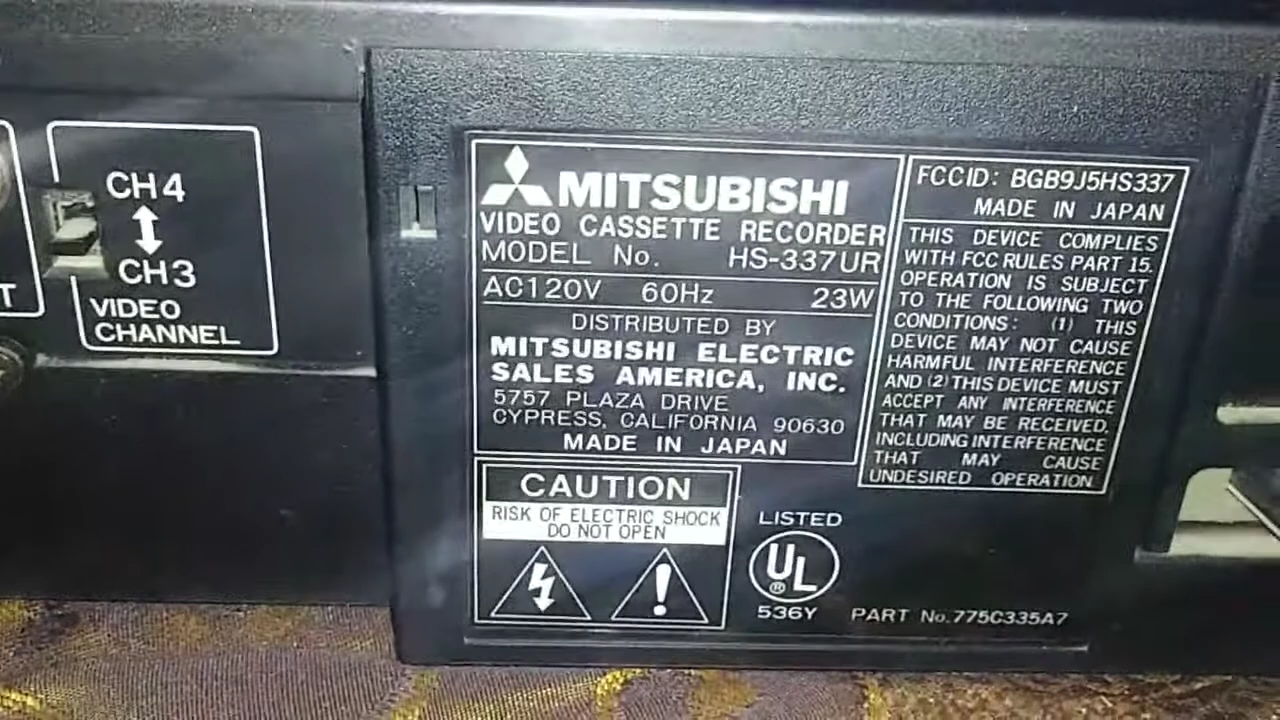 T
CH4
CH3
VIDEO
CHANNEL
MITSUBISHI
VIDEO CASSETTE RECORDER
MODEL No. HS-337UR
AC120V 60Hz 23W
DISTRIBUTED BY
MITSUBISHI ELECTRIC
SALES AMERICA, INC.
5757 PLAZA DRIVE
CYPRESS, CALIFORNIA 90630
MADE IN JAPAN
FCCID: BGB9J5HS337
MADE IN JAPAN
THIS DEVICE COMPLIES
WITH FCC RULES PART 15.
OPERATION IS SUBJECT
TO THE FOLLOWING TWO
CONDITIONS: (1) THIS
DEVICE MAY NOT CAUSE
HARMFUL INTERFERENCE
AND (2) THIS DEVICE MUST
ACCEPT ANY INTERFERENCE
THAT MAY BE RECEIVED,
INCLUDING INTERFERENCE
THAT MAY CAUSE
UNDESIRED OPERATION.
CAUTION
RISK OF ELECTRIC SHOCK
DO NOT OPEN
!
LISTED
UL
®
536Y
PART No. 775C335A7